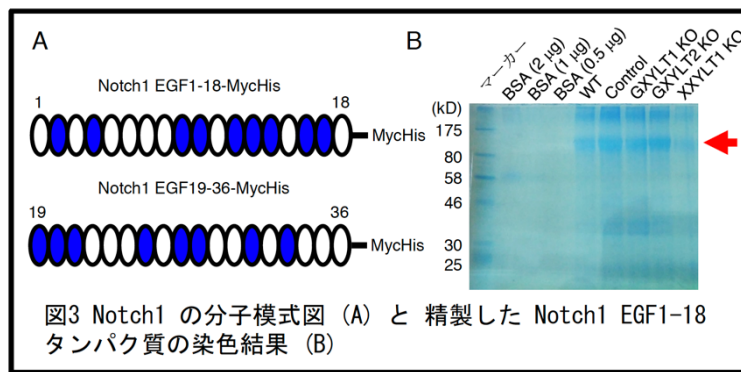 A
Notch1 EGF1-18-MycHis
1 18
MycHis
Notch1 EGF19-36-MycHis
19 36
MycHis
B
マーカー
BSA (2 μg)
BSA (1 μg)
BSA (0.5 μg)
WT
Control
GXYLT1 KO
GXYLT2 KO
XXYLT1 KO
(kD)
175
80
58
46
30
25
図3 Notch1 の分子模式図 (A) と 精製した Notch1 EGF1-18
タンパク質の染色結果 (B)